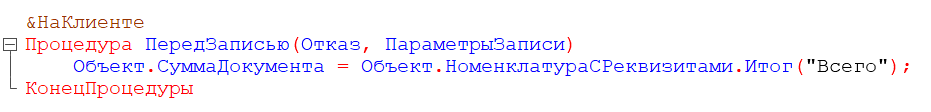 &НаКлиенте
Процедура ПередЗаписью(Отказ, ПараметрыЗаписи)
Объект.СуммаДокумента = Объект.НоменклатураСРеквизитами.Итог("Всего");
КонецПроцедуры